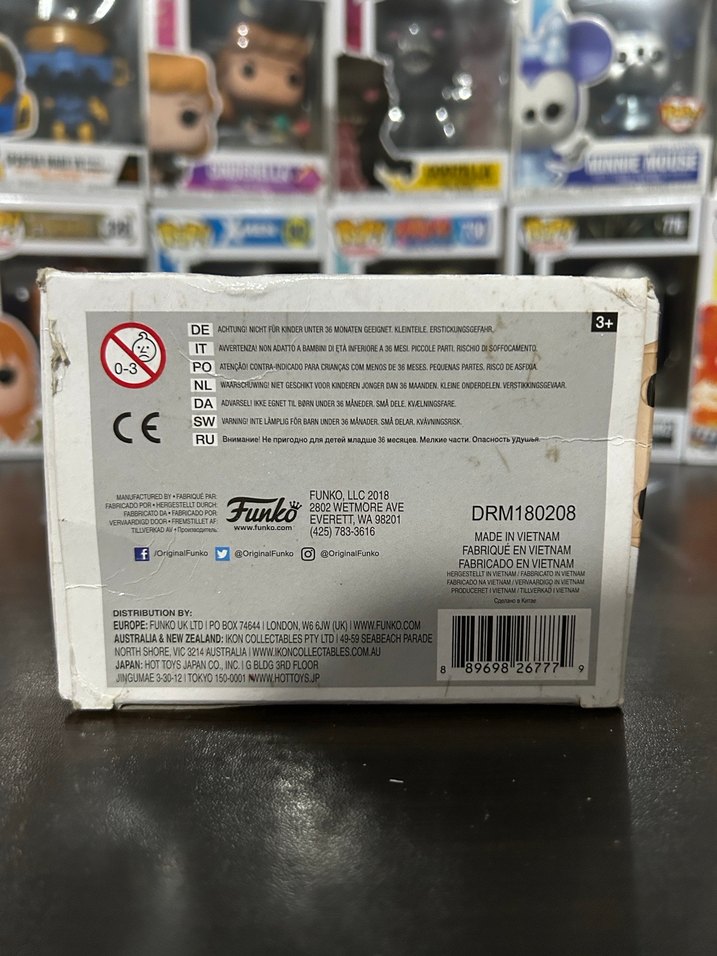 MINNIE MOUSE
X-MEN
3+
0-3
DE ACHTUNG! NICHT FÜR KINDER UNTER 36 MONATEN GEEIGNET. KLEINTEILE. ERSTICKUNGSGEFAHR.
IT AVVERTENZA! NON ADATTO A BAMBINI DI ETÀ INFERIORE A 36 MESI. PICCOLE PARTI. RISCHIO DI SOFFOCAMENTO.
PO ATENÇÃO! CONTRA-INDICADO PARA CRIANÇAS COM MENOS DE 36 MESES. PEQUENAS PARTES. RISCO DE ASFIXIA.
NL WAARSCHUWING! NIET GESCHIKT VOOR KINDEREN JONGER DAN 36 MAANDEN. KLEINE ONDERDELEN. VERSTIKKINGSGEVAAR.
DA ADVARSEL! IKKE EGNET TIL BØRN UNDER 36 MÅNEDER. SMÅ DELE. KVÆLNINGSFARE.
SW VARNING! INTE LÄMPLIG FÖR BARN UNDER 36 MÅNADER. SMÅ DELAR. KVÄVNINGSRISK.
RU Внимание! Не пригодно для детей младше 36 месяцев. Мелкие части. Опасность удушья.
CE
MANUFACTURED BY • FABRIQUÉ PAR:
FABRICADO POR • HERGESTELLT DURCH:
FABBRICATO DA • FABRICADO POR:
VERVAARDIGD DOOR • FREMSTILLET AF:
TILLVERKAD AV • Производитель:
Funko
www.funko.com
FUNKO, LLC 2018
2802 WETMORE AVE
EVERETT, WA 98201
(425) 783-3616
/OriginalFunko @OriginalFunko @OriginalFunko
DRM180208
MADE IN VIETNAM
FABRIQUÉ EN VIETNAM
FABRICADO EN VIETNAM
HERGESTELLT IN VIETNAM / FABBRICATO IN VIETNAM
FABRICADO NA VIETNAM / VERVAARDIGD IN VIETNAM
PRODUCERET I VIETNAM / TILLVERKAD I VIETNAM
Сделано в Китае
DISTRIBUTION BY:
EUROPE: FUNKO UK LTD | PO BOX 74644 | LONDON, W6 6JW (UK) | WWW.FUNKO.COM
AUSTRALIA & NEW ZEALAND: IKON COLLECTABLES PTY LTD | 49-59 SEABEACH PARADE
NORTH SHORE, VIC 3214 AUSTRALIA | WWW.IKONCOLLECTABLES.COM.AU
JAPAN: HOT TOYS JAPAN CO., INC. | G BLDG 3RD FLOOR
JINGUMAE 3-30-12 | TOKYO 150-0001 | WWW.HOTTOYS.JP
8 89698 26777 9